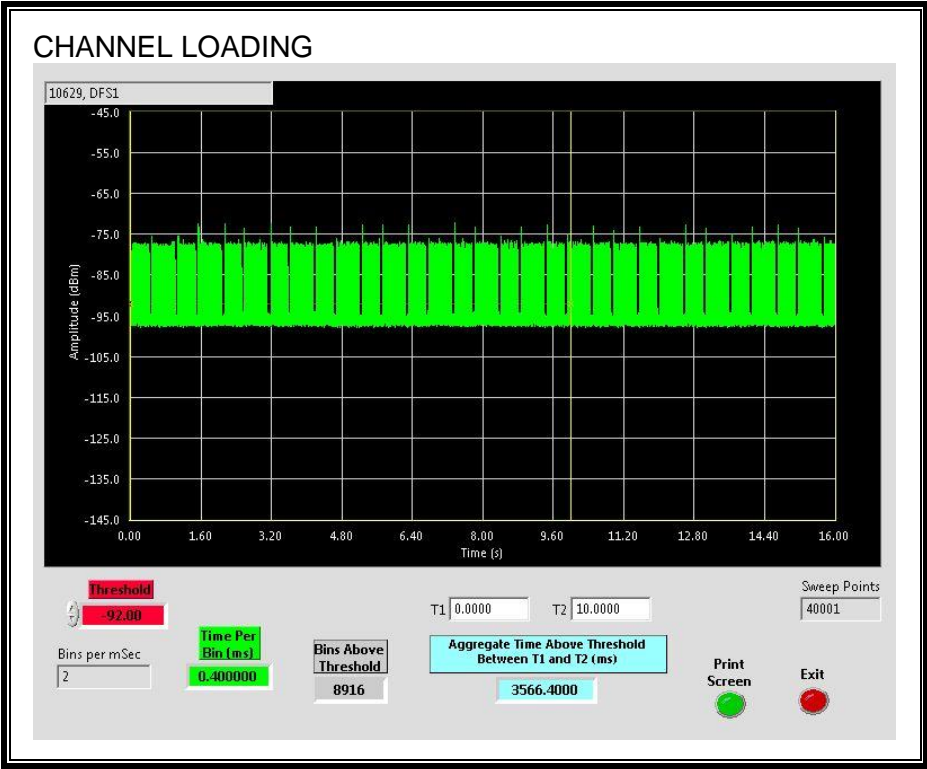 CHANNEL LOADING
10629, DFS1
-45.0
-55.0
-65.0
-75.0
-85.0
-95.0
-105.0
-115.0
-125.0
-135.0
-145.0
Amplitude (dBm)
0.00 1.60 3.20 4.80 6.40 8.00 9.60 11.20 12.80 14.40 16.00
Time (s)
Threshold
-92.00
Bins per mSec
2
Time Per
Bin (ms)
0.400000
Bins Above
Threshold
8916
T1 0.0000 T2 10.0000
Aggregate Time Above Threshold
Between T1 and T2 (ms)
3566.4000
Sweep Points
40001
Print
Screen
Exit